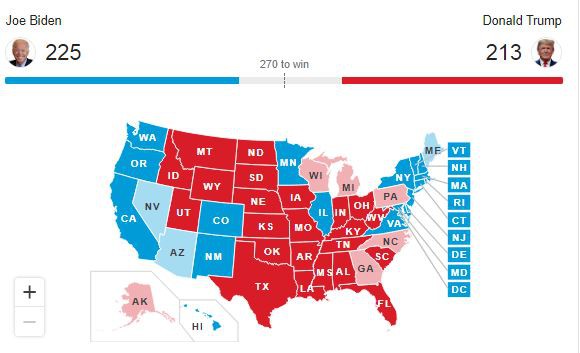 Joe Biden
Donald Trump
225
213
270 to win
WA
MT
ND
MN
ME
VT
OR
ID
SD
WI
NH
WY
MI
NY
MA
NV
NE
IA
PA
RI
CA
UT
CO
IL
IN
OH
WV
VA
CT
KS
MO
KY
NJ
AZ
NM
OK
AR
TN
NC
DE
SC
MD
TX
LA
MS
AL
GA
DC
FL
AK
HI
+
−